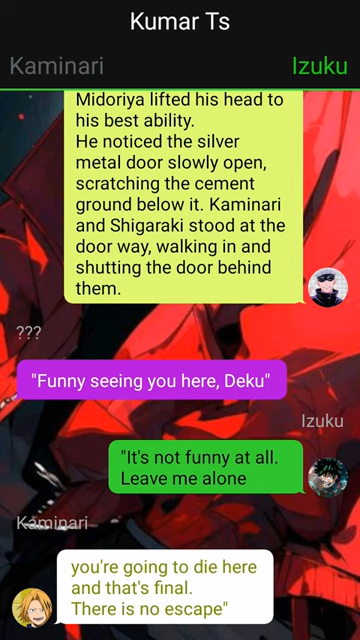 Kumar Ts
Kaminari
Izuku
Midoriya lifted his head to
his best ability.
He noticed the silver
metal door slowly open,
scratching the cement
ground below it. Kaminari
and Shigaraki stood at the
door way, walking in and
shutting the door behind
them.
???
"Funny seeing you here, Deku"
Izuku
"It's not funny at all.
Leave me alone
Kaminari
you're going to die here
and that's final.
There is no escape"